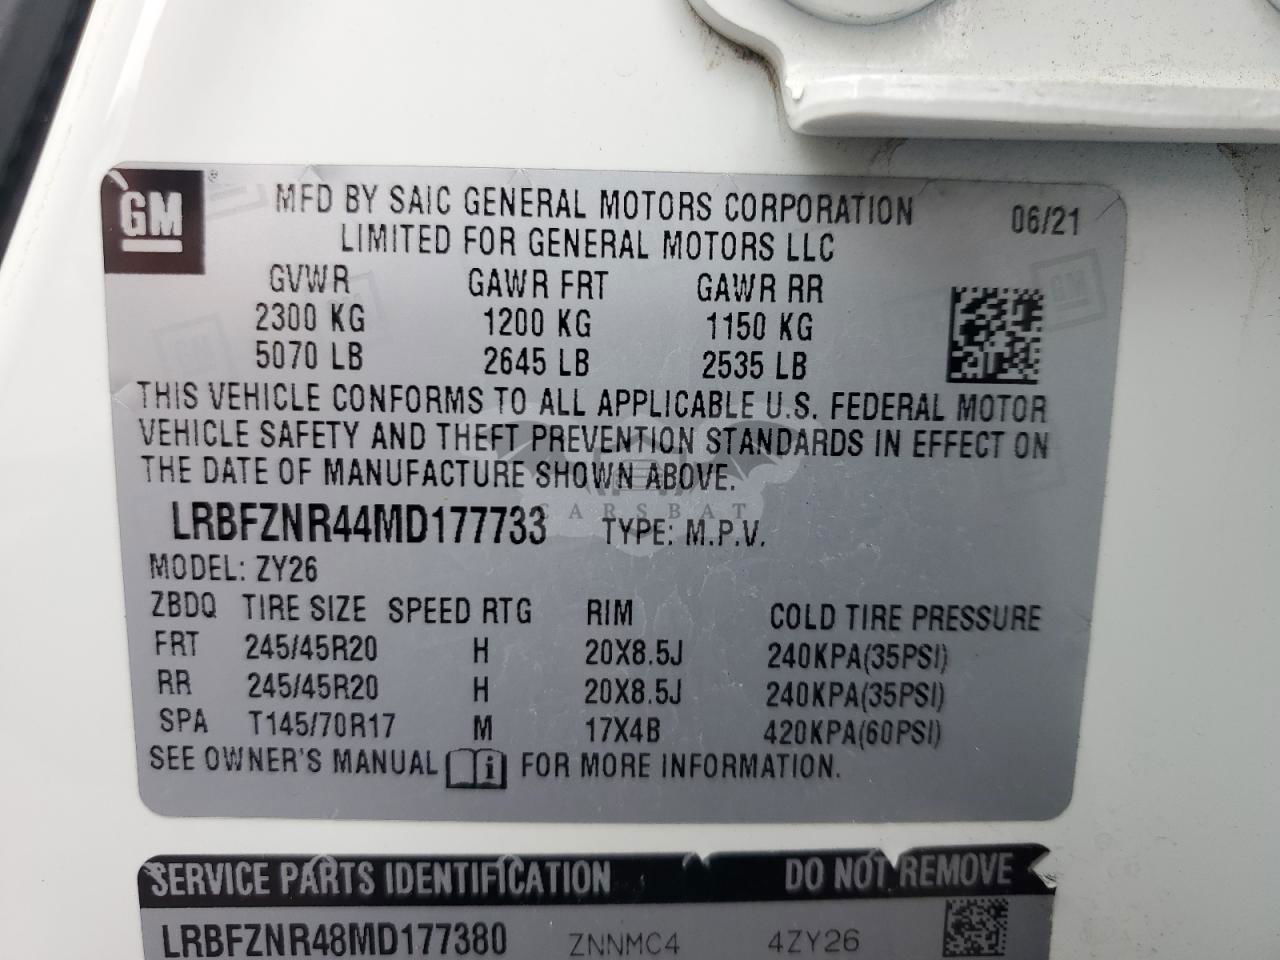 GM ® MFD BY SAIC GENERAL MOTORS CORPORATION 06/21
LIMITED FOR GENERAL MOTORS LLC
GVWR GAWR FRT GAWR RR
2300 KG 1200 KG 1150 KG
5070 LB 2645 LB 2535 LB
THIS VEHICLE CONFORMS TO ALL APPLICABLE U.S. FEDERAL MOTOR
VEHICLE SAFETY AND THEFT PREVENTION STANDARDS IN EFFECT ON
THE DATE OF MANUFACTURE SHOWN ABOVE.
CARSBAT
LRBFZNR44MD177733 TYPE: M.P.V.
MODEL: ZY26
ZBDQ TIRE SIZE SPEED RTG RIM COLD TIRE PRESSURE
FRT 245/45R20 H 20X8.5J 240KPA(35PSI)
RR 245/45R20 H 20X8.5J 240KPA(35PSI)
SPA T145/70R17 M 17X4B 420KPA(60PSI)
SEE OWNER'S MANUAL i FOR MORE INFORMATION.
SERVICE PARTS IDENTIFICATION DO NOT REMOVE
LRBFZNR48MD177380 ZNNMC4 4ZY26